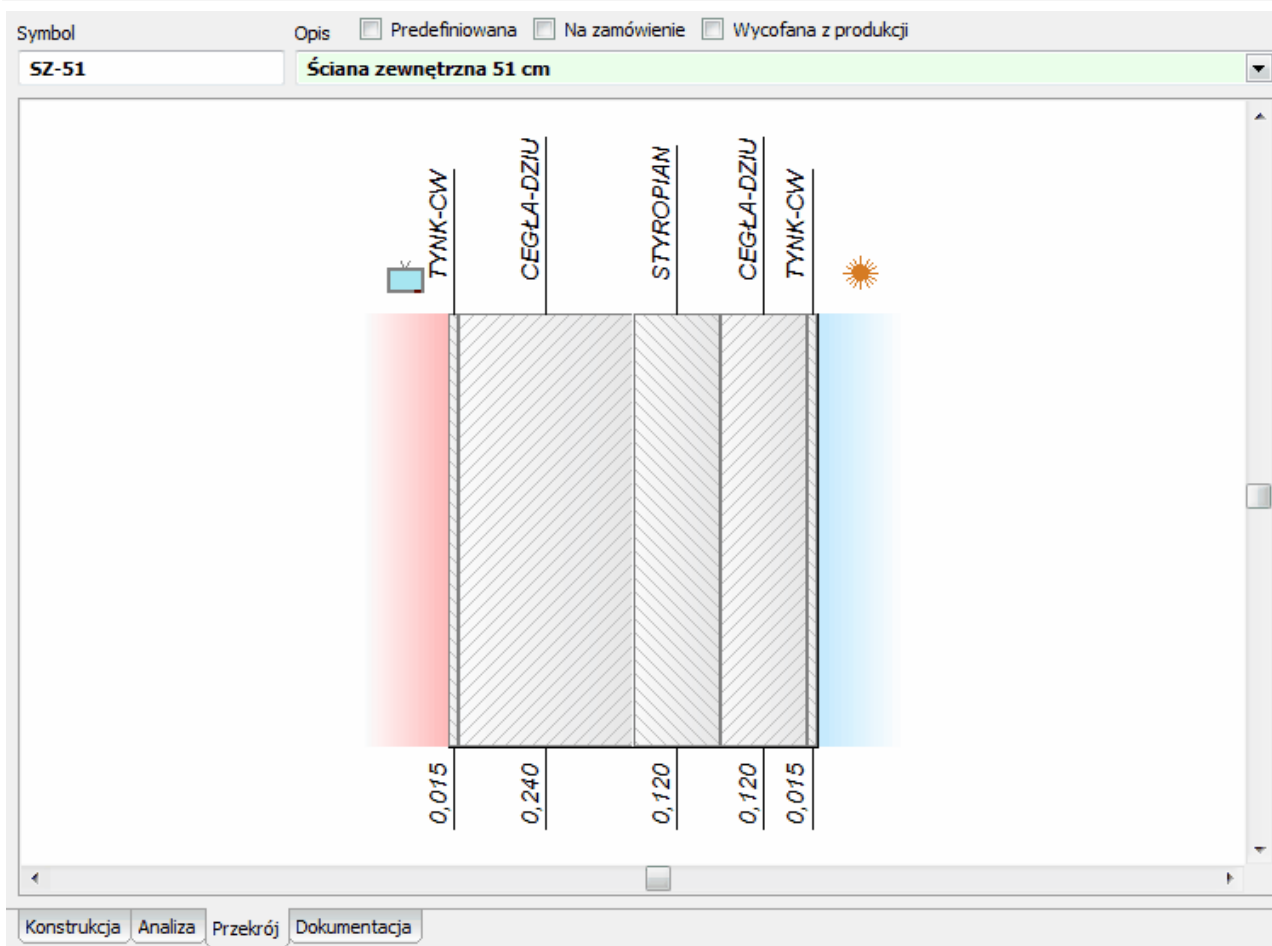 Symbol
Opis
Predefiniowana
Na zamówienie
Wycofana z produkcji
SZ-51
Ściana zewnętrzna 51 cm
TYNK-CW
CEGŁA-DZIU
STYROPIAN
CEGŁA-DZIU
TYNK-CW
0,015
0,240
0,120
0,120
0,015
Konstrukcja
Analiza
Przekrój
Dokumentacja